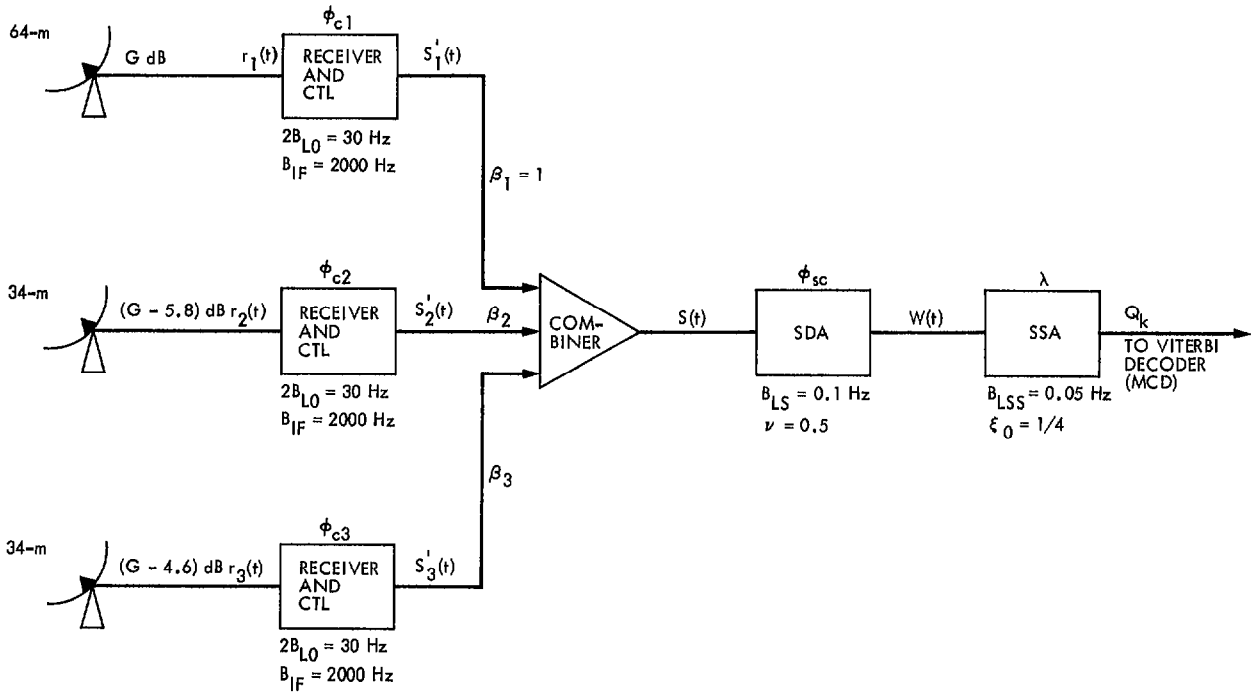 64-m
G dB
r₁(t)
ϕc1
RECEIVER
AND
CTL
2BL0 = 30 Hz
BIF = 2000 Hz
S'₁(t)
β₁ = 1
34-m
(G - 5.8) dB r₂(t)
ϕc2
RECEIVER
AND
CTL
2BL0 = 30 Hz
BIF = 2000 Hz
S'₂(t)
β₂
COM-
BINER
S(t)
ϕsc
SDA
BLS = 0.1 Hz
ν = 0.5
W(t)
λ
SSA
BLSS = 0.05 Hz
ξ₀ = 1/4
Qk
TO VITERBI
DECODER
(MCD)
β₃
34-m
(G - 4.6) dB r₃(t)
ϕc3
RECEIVER
AND
CTL
2BL0 = 30 Hz
BIF = 2000 Hz
S'₃(t)